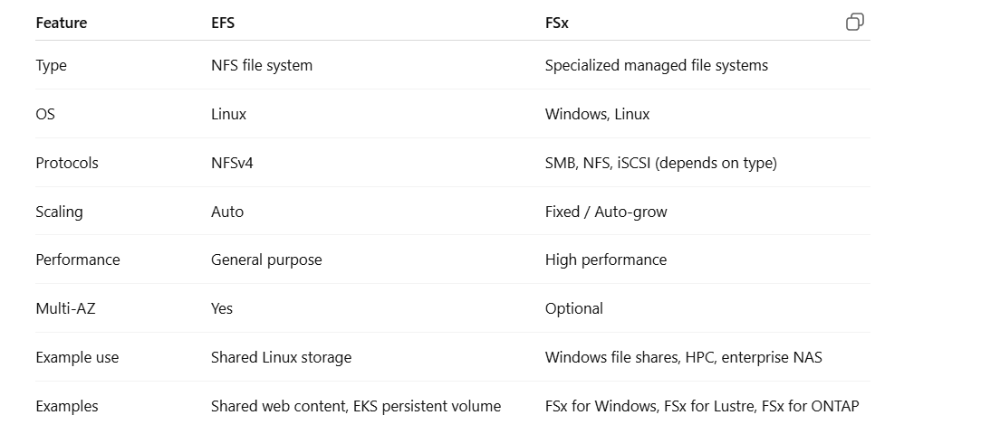 Feature EFS FSx
Type NFS file system Specialized managed file systems
OS Linux Windows, Linux
Protocols NFSv4 SMB, NFS, iSCSI (depends on type)
Scaling Auto Fixed / Auto-grow
Performance General purpose High performance
Multi-AZ Yes Optional
Example use Shared Linux storage Windows file shares, HPC, enterprise NAS
Examples Shared web content, EKS persistent volume FSx for Windows, FSx for Lustre, FSx for ONTAP